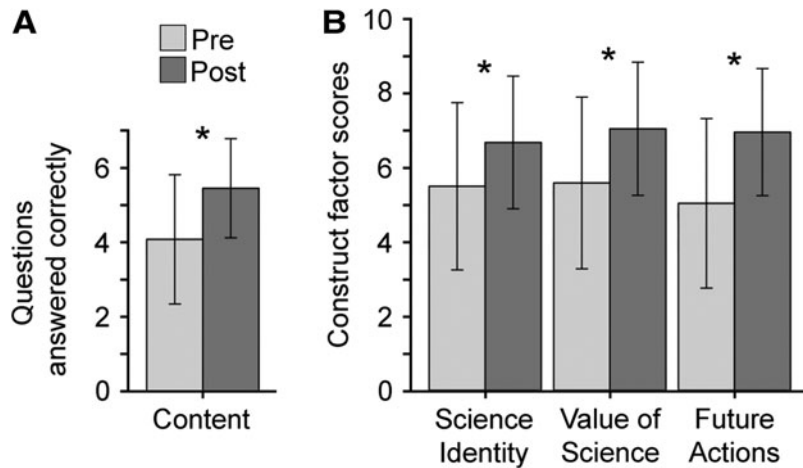 A
Pre
Post
Questions
answered correctly
6
4
2
0
*
Content
B
Construct factor scores
10
8
6
4
2
0
* * *
Science
Identity
Value of
Science
Future
Actions